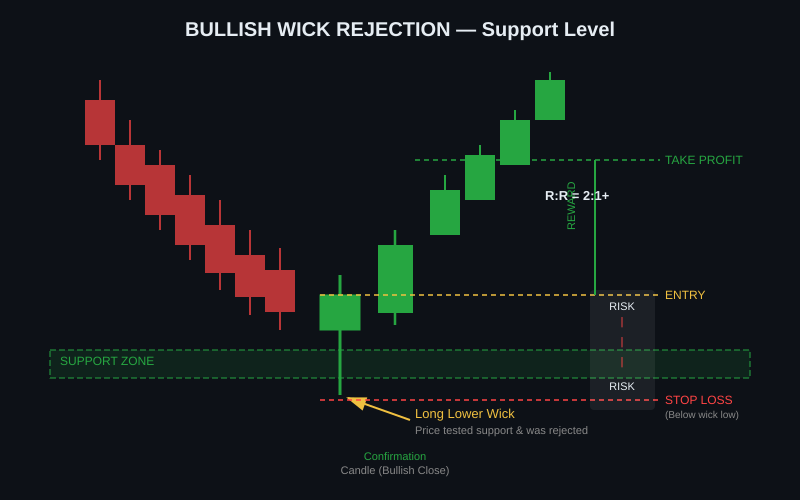 BULLISH WICK REJECTION — Support Level
TAKE PROFIT
REWARD
R:R = 2:1+
ENTRY
RISK
SUPPORT ZONE
RISK
STOP LOSS
(Below wick low)
Long Lower Wick
Price tested support & was rejected
Confirmation
Candle (Bullish Close)